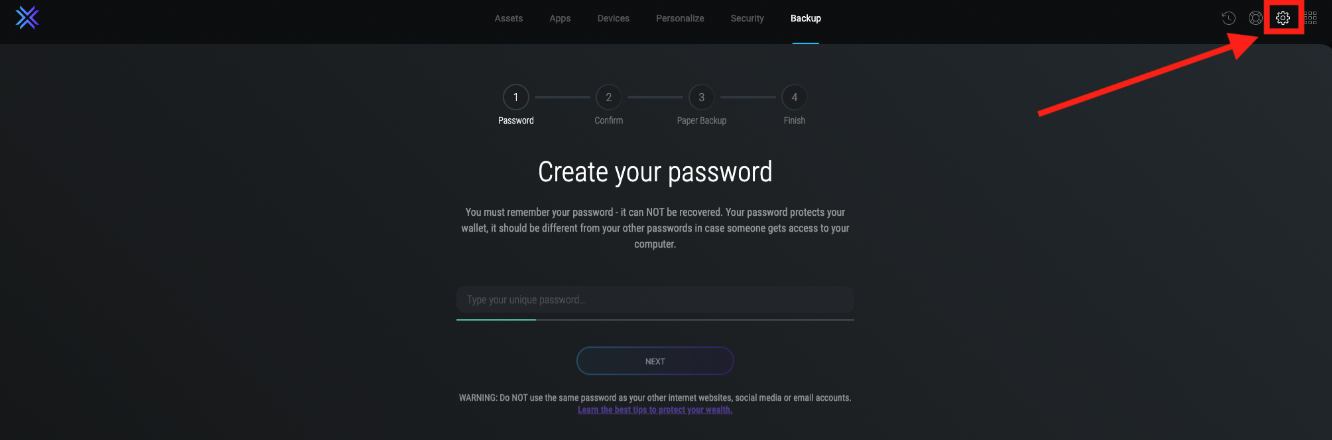 Assets Apps Devices Personalize Security Backup
1 2 3 4
Password Confirm Paper Backup Finish
Create your password
You must remember your password - it can NOT be recovered. Your password protects your
wallet, it should be different from your other passwords in case someone gets access to your
computer.
Type your unique password...
NEXT
WARNING: Do NOT use the same password as your other internet websites, social media or email accounts.
Learn the best tips to protect your wealth.